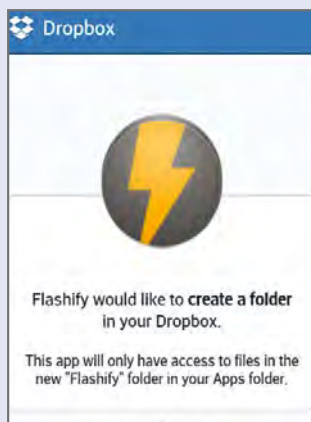 Dropbox
Flashify would like to create a folder
in your Dropbox.
This app will only have access to files in the
new "Flashify" folder in your Apps folder.